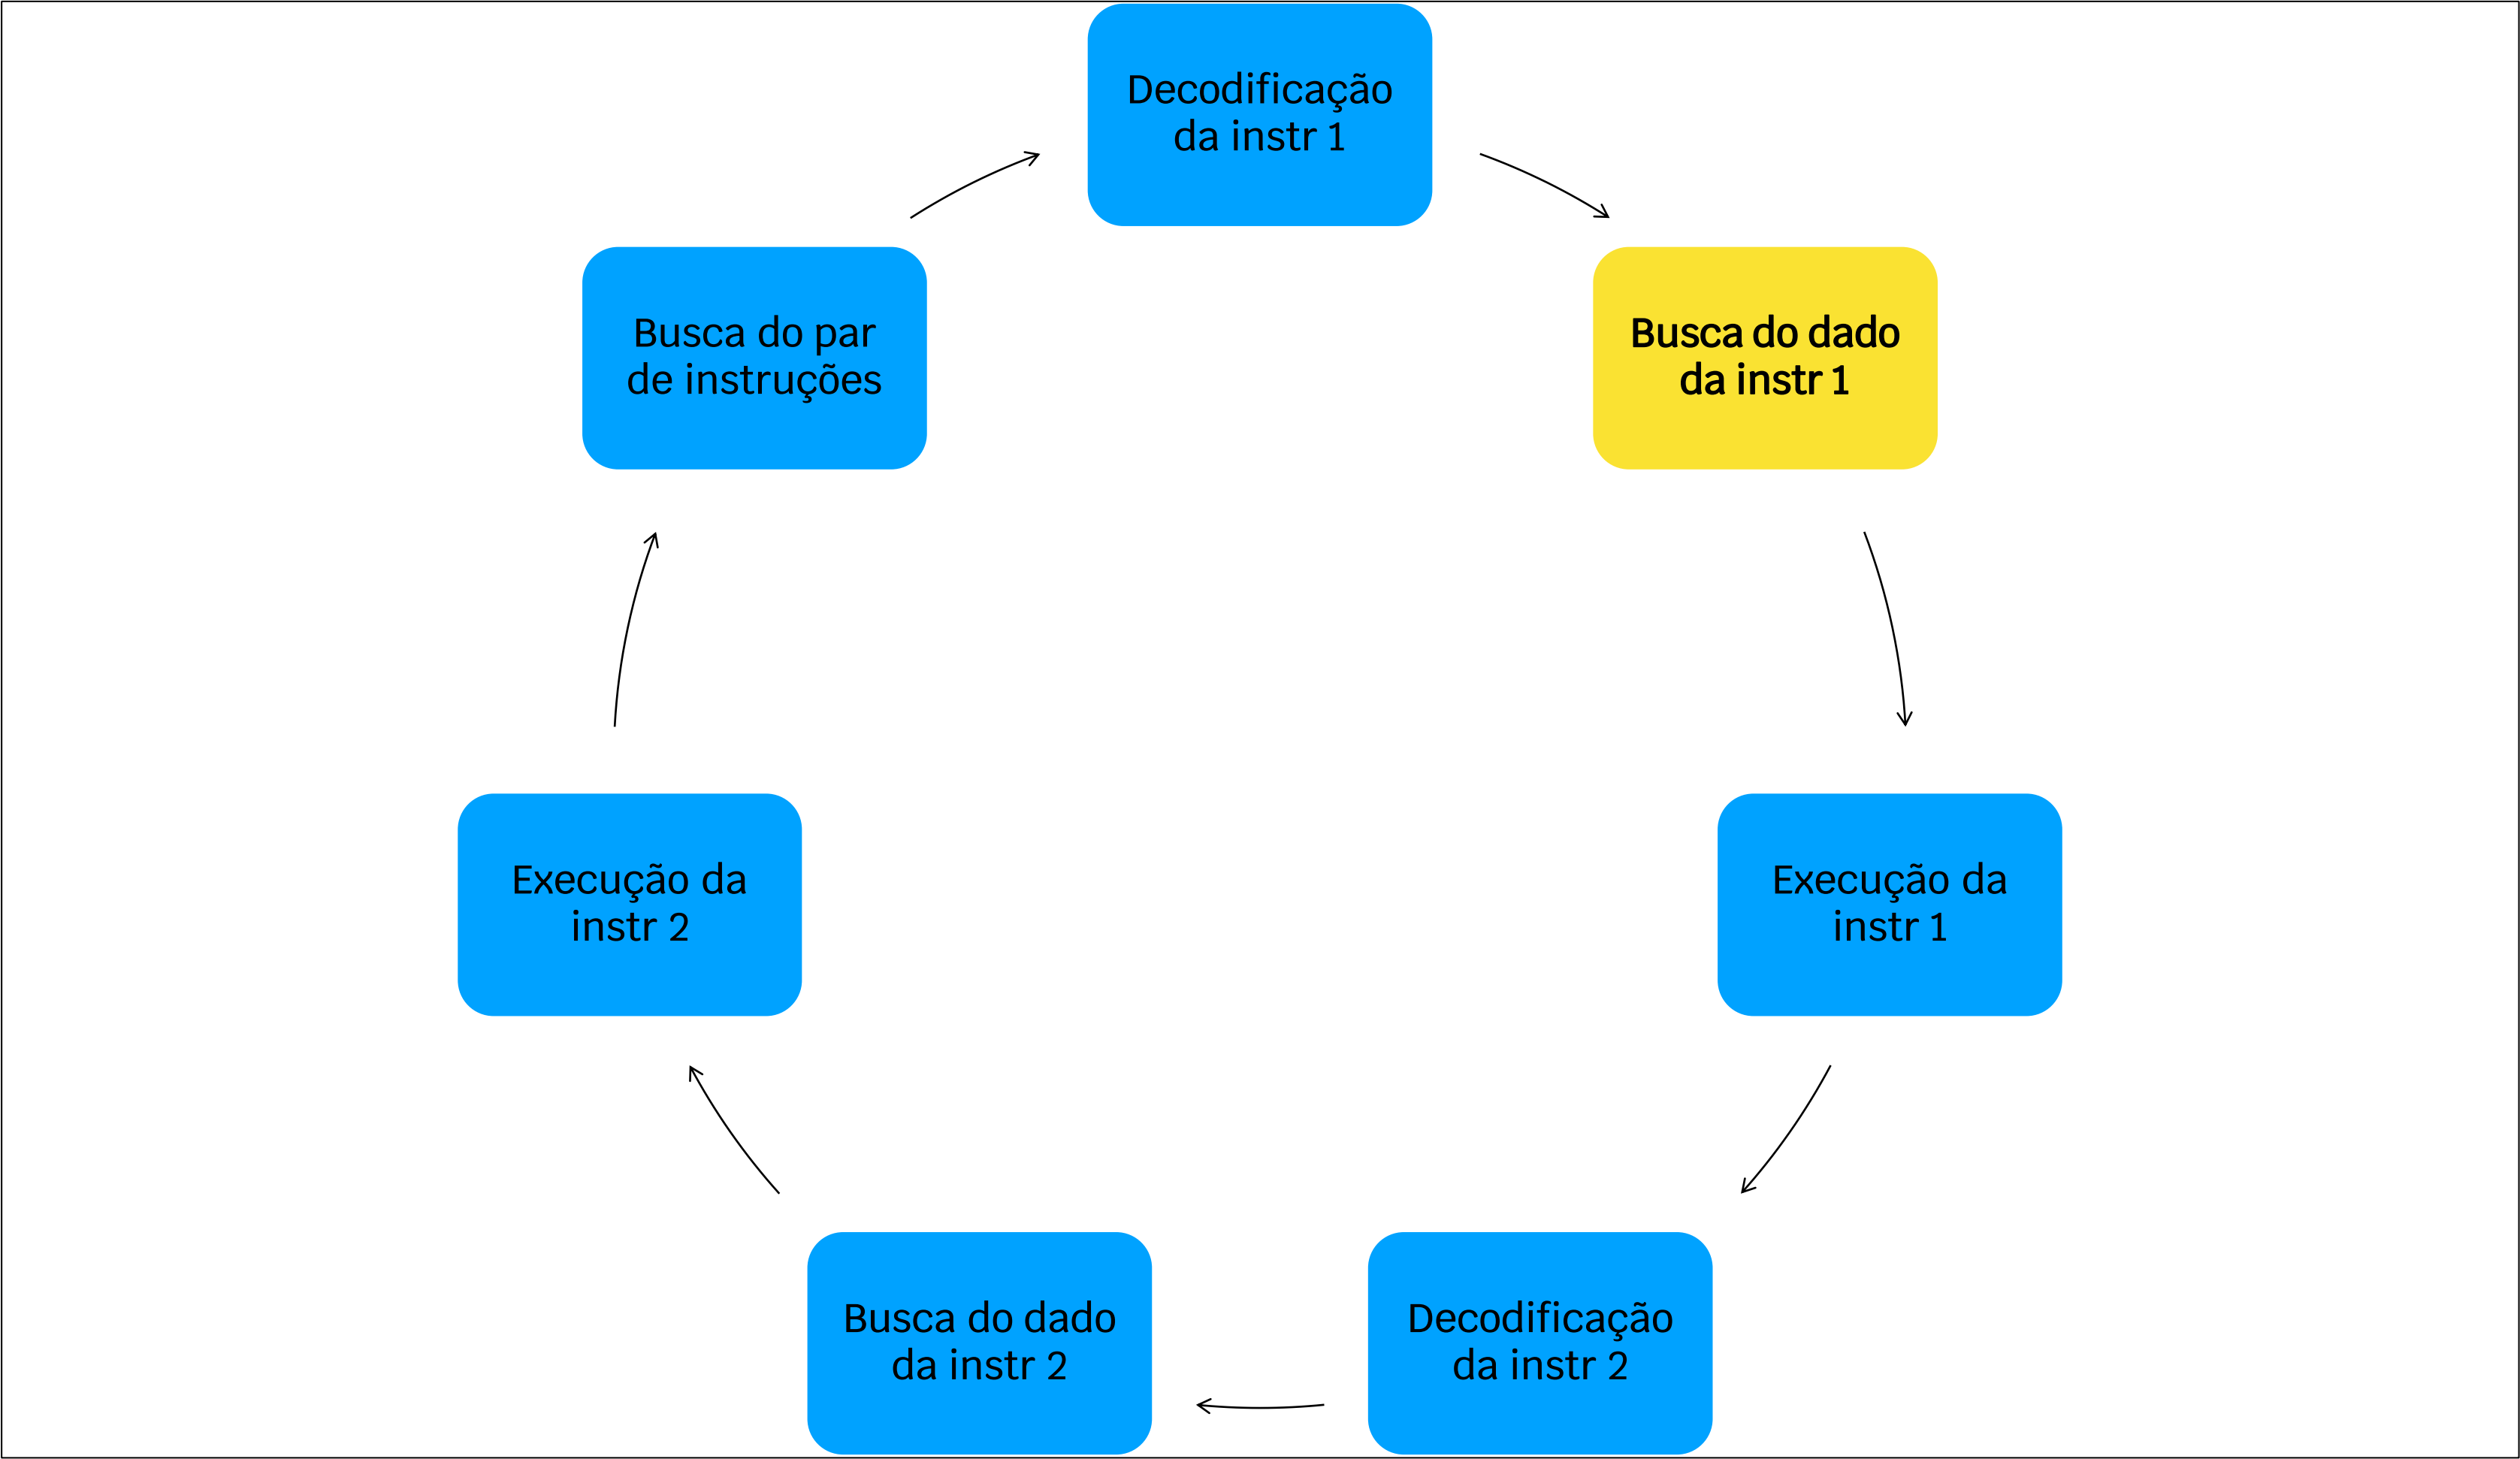 Decodificação
da instr 1
Busca do par
de instruções
Busca do dado
da instr 1
Execução da
instr 2
Execução da
instr 1
Busca do dado
da instr 2
Decodificação
da instr 2